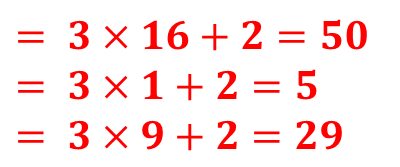 = 3 × 16 + 2 = 50
= 3 × 1 + 2 = 5
= 3 × 9 + 2 = 29